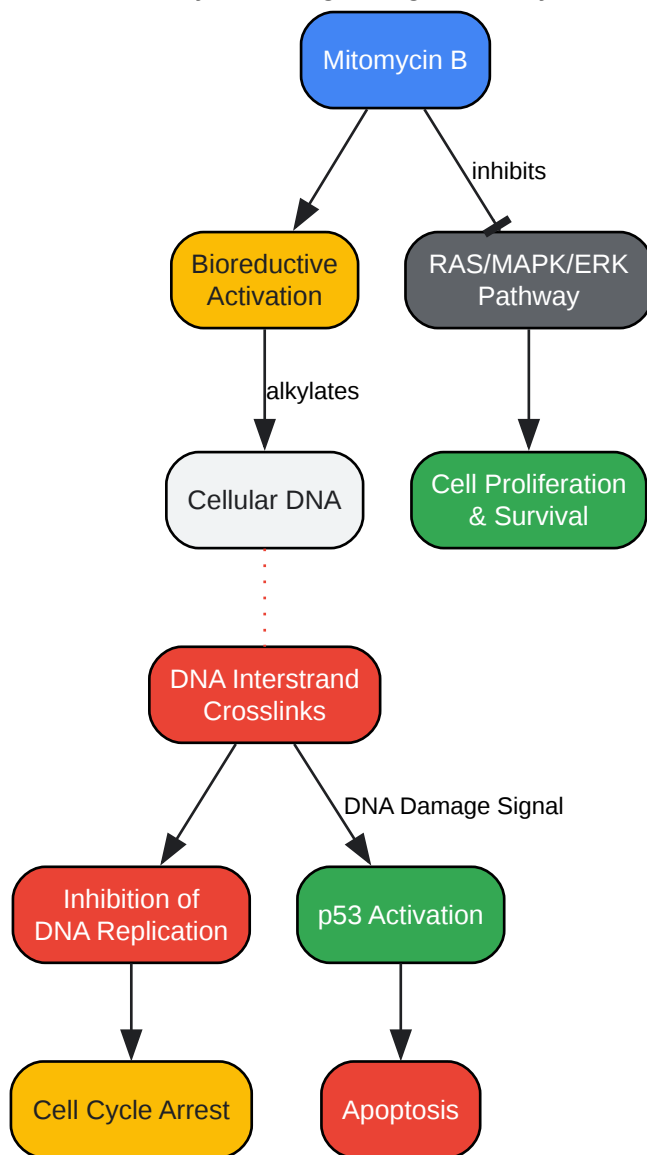 Mitomycin B
inhibits
Bioreductive
Activation
RAS/MAPK/ERK
Pathway
alkylates
Cellular DNA
Cell Proliferation
& Survival
DNA Interstrand
Crosslinks
DNA Damage Signal
Inhibition of
DNA Replication
p53 Activation
Cell Cycle Arrest
Apoptosis